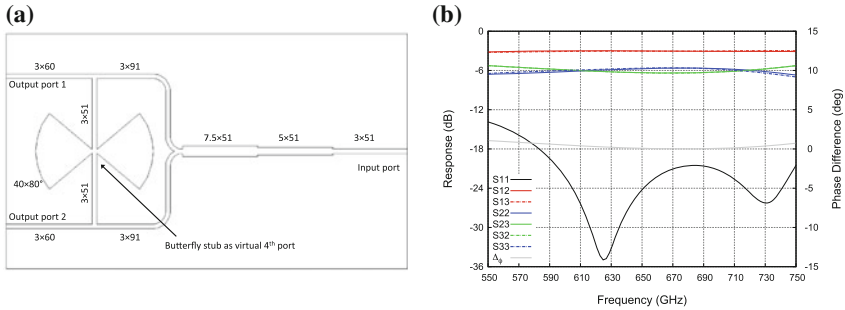 (a)
3×60
3×91
Output port 1
3×51
7.5×51
5×51
3×51
Input port
40×80°
3×51
Output port 2
3×60
3×91
Butterfly stub as virtual 4th port
(b)
0
-6
-12
-18
-24
-30
-36
Response (dB)
15
10
5
0
-5
-10
-15
Phase Difference (deg)
S11
S12
S13
S22
S23
S32
S33
Δϕ
550 570 590 610 630 650 670 690 710 730 750
Frequency (GHz)